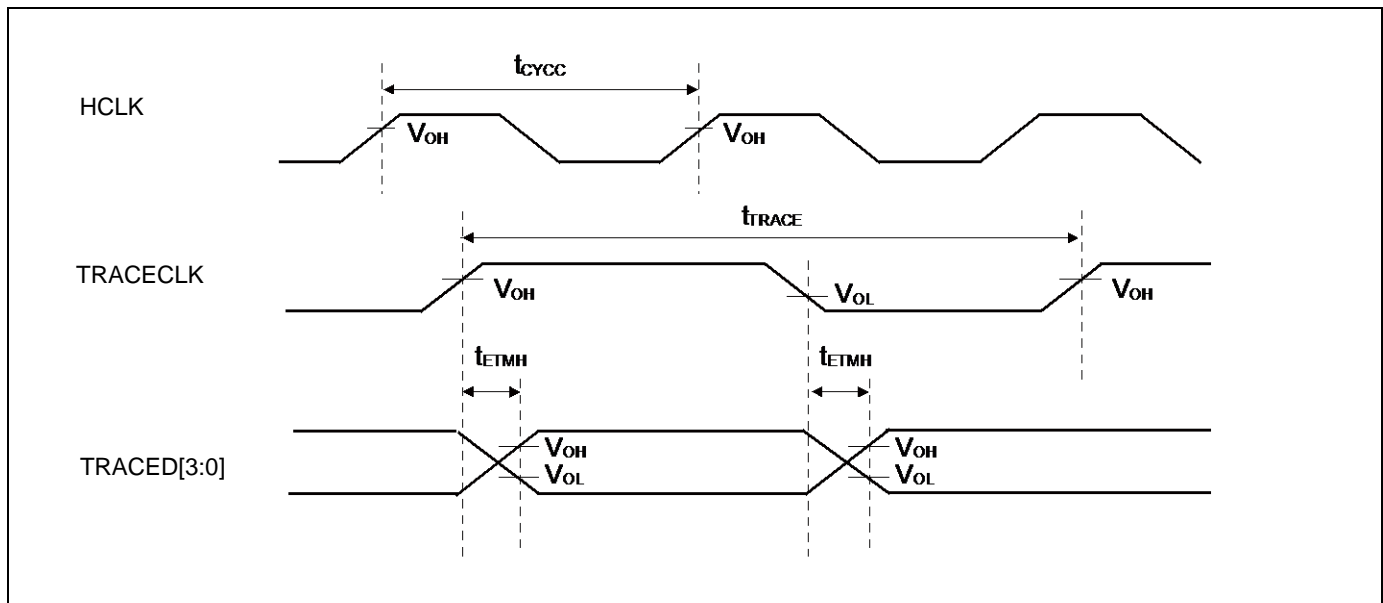 tCYCC
HCLK
VOH VOH
tTRACE
TRACECLK
VOH VOL VOH
tETMH tETMH
TRACED[3:0]
VOH VOH
VOL VOL